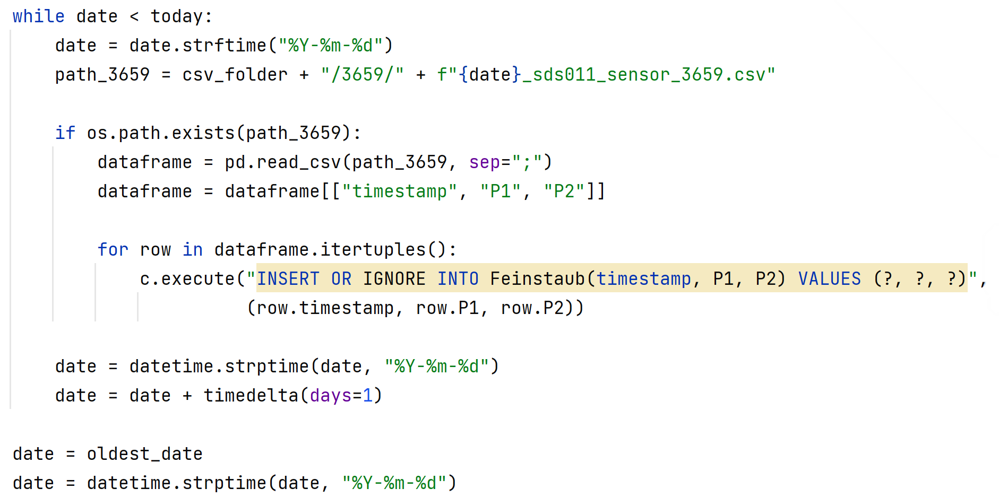 while date < today:
    date = date.strftime("%Y-%m-%d")
    path_3659 = csv_folder + "/3659/" + f"{date}_sds011_sensor_3659.csv"

    if os.path.exists(path_3659):
        dataframe = pd.read_csv(path_3659, sep=";")
        dataframe = dataframe[["timestamp", "P1", "P2"]]

        for row in dataframe.itertuples():
            c.execute("INSERT OR IGNORE INTO Feinstaub(timestamp, P1, P2) VALUES (?, ?, ?)",
                      (row.timestamp, row.P1, row.P2))

    date = datetime.strptime(date, "%Y-%m-%d")
    date = date + timedelta(days=1)

date = oldest_date
date = datetime.strptime(date, "%Y-%m-%d")